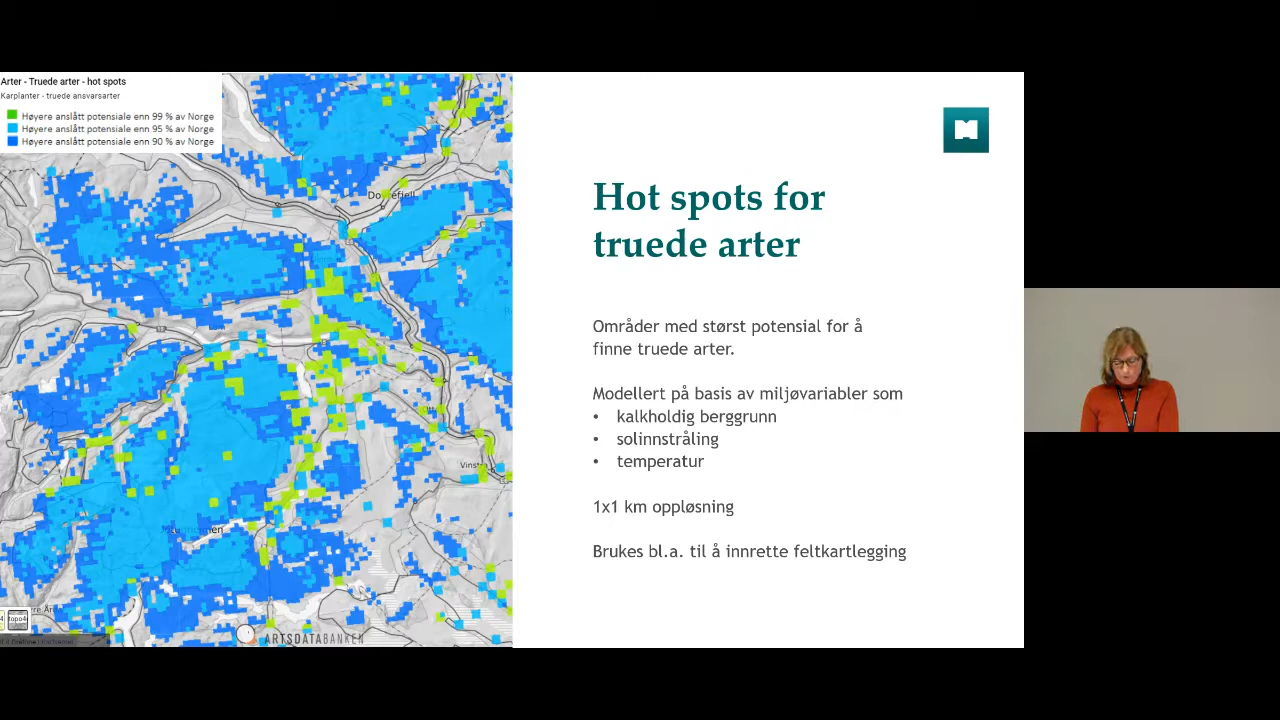 Arter - Truede arter - hot spots
Karplanter - truede ansvarsarter
Høyere anslått potensiale enn 99 % av Norge
Høyere anslått potensiale enn 95 % av Norge
Høyere anslått potensiale enn 90 % av Norge
Dovrefjell
Vinstra
topo4
ARTSDATABANKEN
Hot spots for
truede arter
Områder med størst potensial for å
finne truede arter.
Modellert på basis av miljøvariabler som
• kalkholdig berggrunn
• solinnstråling
• temperatur
1x1 km oppløsning
Brukes bl.a. til å innrette feltkartlegging